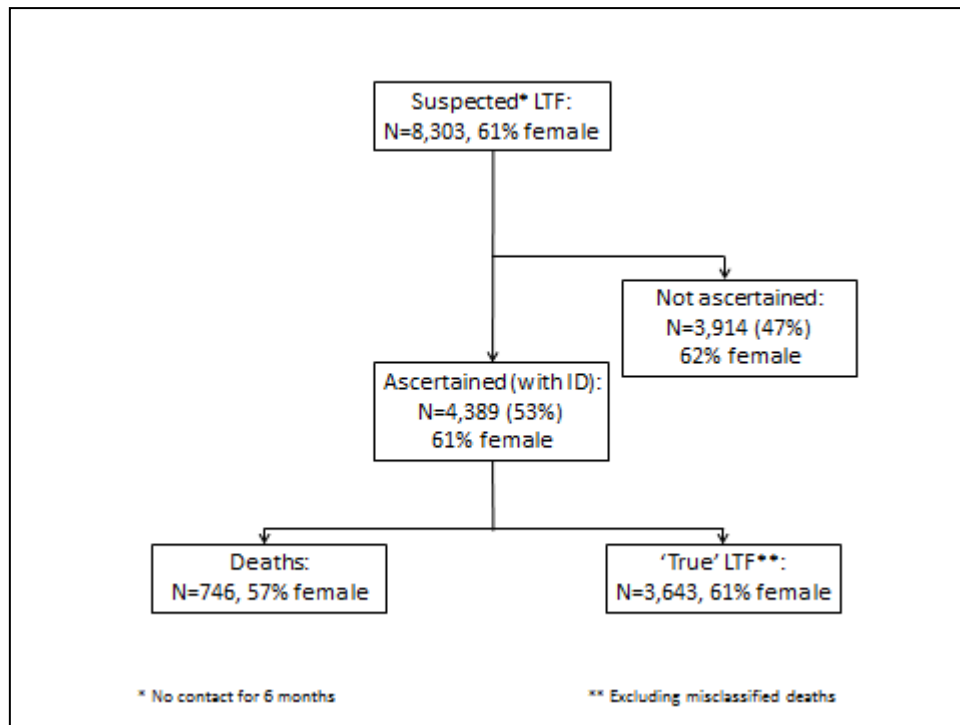 Suspected* LTF:
N=8,303, 61% female
Not ascertained:
N=3,914 (47%)
62% female
Ascertained (with ID):
N=4,389 (53%)
61% female
Deaths:
N=746, 57% female
‘True’ LTF**:
N=3,643, 61% female
* No contact for 6 months
** Excluding misclassified deaths